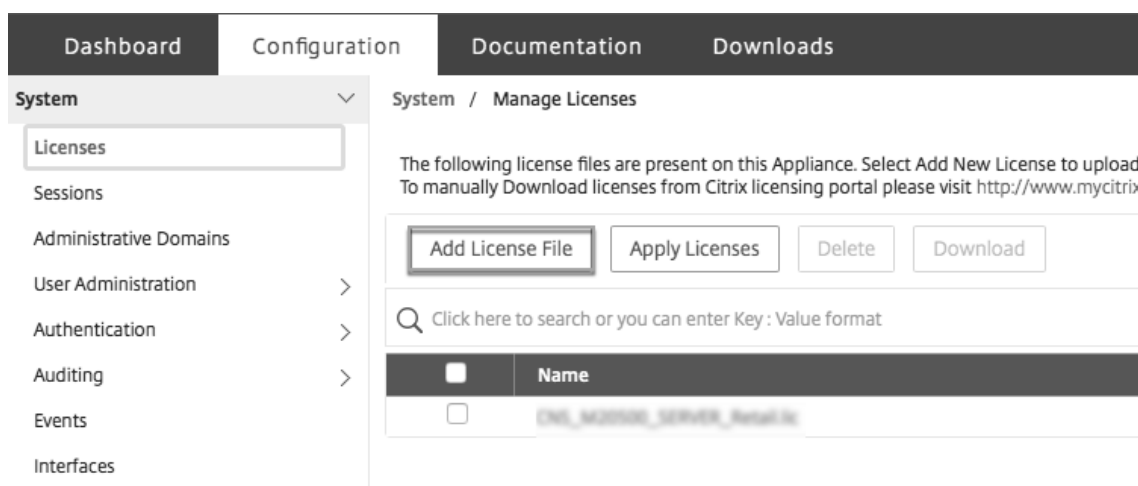 Dashboard Configuration Documentation Downloads
System
System / Manage Licenses
Licenses
The following license files are present on this Appliance. Select Add New License to upload
To manually Download licenses from Citrix licensing portal please visit http://www.mycitrix
Sessions
Administrative Domains
Add License File Apply Licenses Delete Download
User Administration
Authentication
Click here to search or you can enter Key : Value format
Auditing
Name
Events
Interfaces